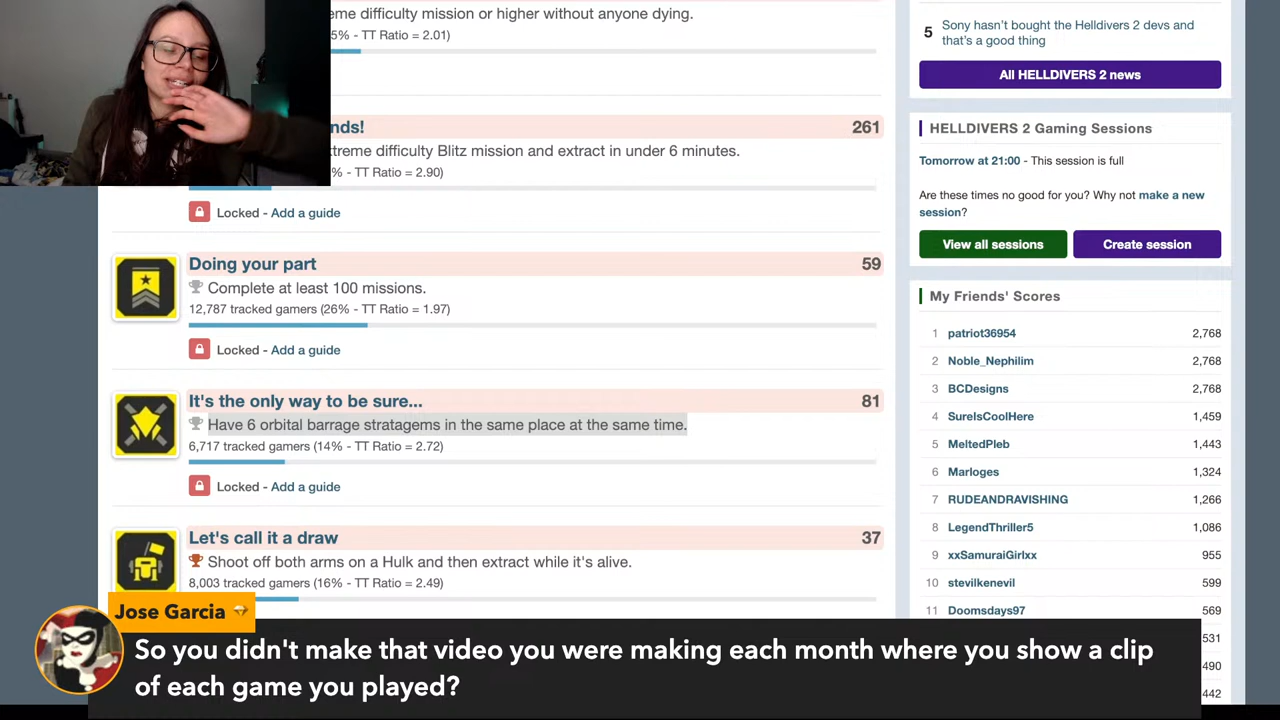 eme difficulty mission or higher without anyone dying.
5% - TT Ratio = 2.01)
nds!
261
treme difficulty Blitz mission and extract in under 6 minutes.
% - TT Ratio = 2.90)
Locked - Add a guide
Doing your part
59
Complete at least 100 missions.
12,787 tracked gamers (26% - TT Ratio = 1.97)
Locked - Add a guide
It's the only way to be sure...
81
Have 6 orbital barrage stratagems in the same place at the same time.
6,717 tracked gamers (14% - TT Ratio = 2.72)
Locked - Add a guide
Let's call it a draw
37
Shoot off both arms on a Hulk and then extract while it's alive.
8,003 tracked gamers (16% - TT Ratio = 2.49)
5 Sony hasn't bought the Helldivers 2 devs and
that's a good thing
All HELLDIVERS 2 news
HELLDIVERS 2 Gaming Sessions
Tomorrow at 21:00 - This session is full
Are these times no good for you? Why not make a new
session?
View all sessions
Create session
My Friends' Scores
1 patriot36954 2,768
2 Noble_Nephilim 2,768
3 BCDesigns 2,768
4 SureIsCoolHere 1,459
5 MeltedPleb 1,443
6 Marloges 1,324
7 RUDEANDRAVISHING 1,266
8 LegendThriller5 1,086
9 xxSamuraiGirlxx 955
10 stevilkenevil 599
11 Doomsdays97 569
531
490
442
Jose Garcia
So you didn't make that video you were making each month where you show a clip
of each game you played?